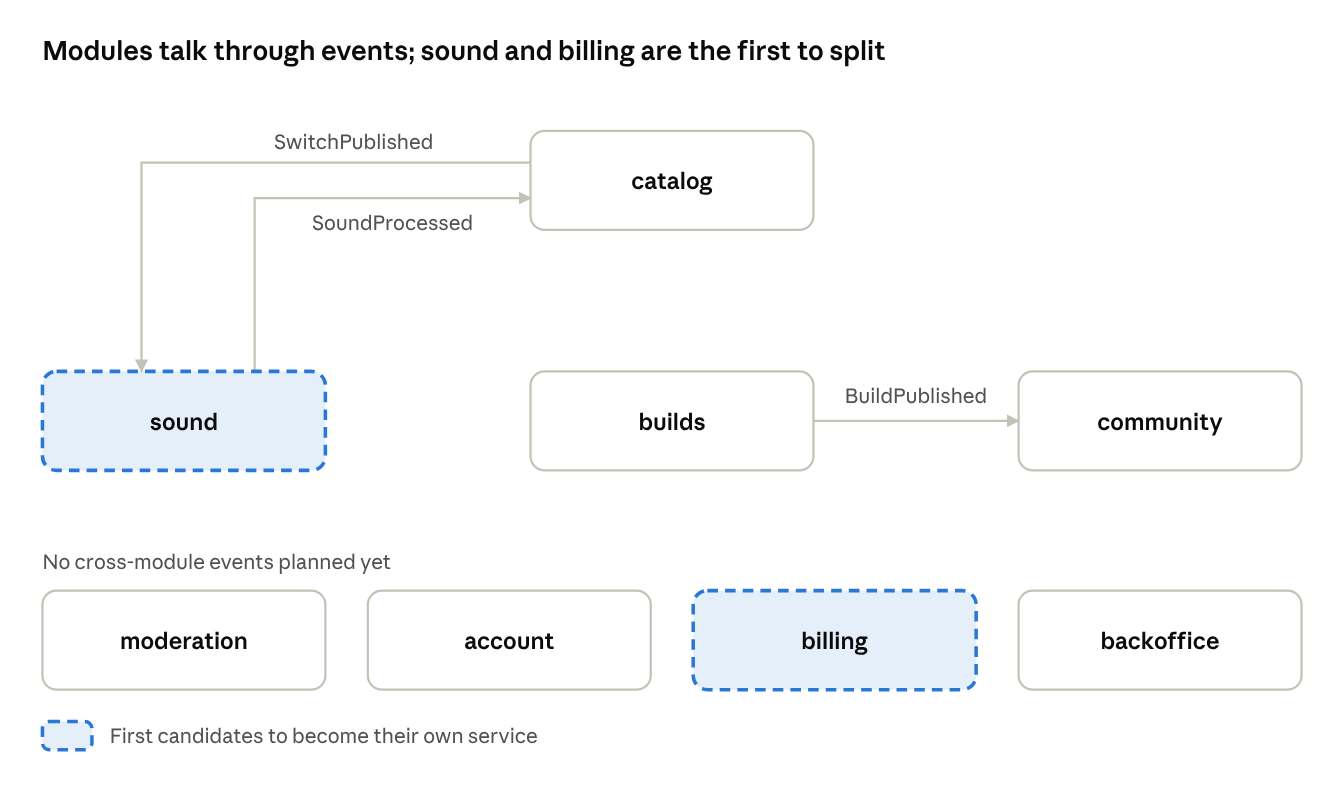 Modules talk through events; sound and billing are the first to split
SwitchPublished
catalog
SoundProcessed
sound
builds
BuildPublished
community
No cross-module events planned yet
moderation
account
billing
backoffice
First candidates to become their own service